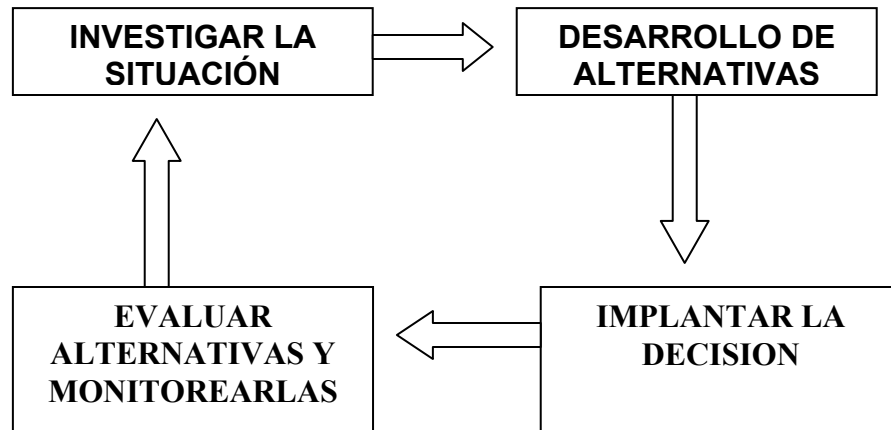 INVESTIGAR LA
SITUACIÓN
DESARROLLO DE
ALTERNATIVAS
EVALUAR
ALTERNATIVAS Y
MONITOREARLAS
IMPLANTAR LA
DECISION